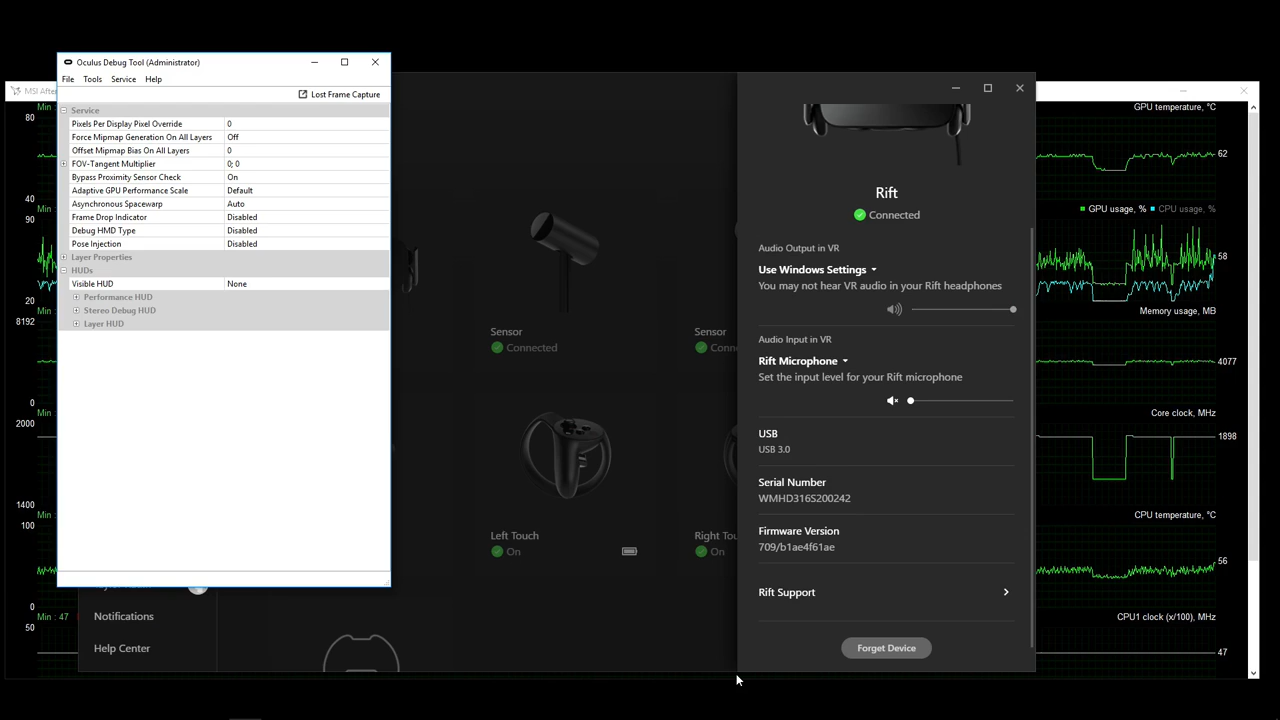 Oculus Debug Tool (Administrator)
File Tools Service Help
Lost Frame Capture
Service
Pixels Per Display Pixel Override 0
Force Mipmap Generation On All Layers Off
Offset Mipmap Bias On All Layers 0
FOV-Tangent Multiplier 0; 0
Bypass Proximity Sensor Check On
Adaptive GPU Performance Scale Default
Asynchronous Spacewarp Auto
Frame Drop Indicator Disabled
Debug HMD Type Disabled
Pose Injection Disabled
Layer Properties
HUDs
Visible HUD None
Performance HUD
Stereo Debug HUD
Layer HUD
MSI After
Min :
80
40
Min :
90
20
Min :
8192
0
Min :
2000
1400
Min :
100
0
Min : 47
50
Sensor
Connected
Sensor
Conn
Left Touch
On
Right Tou
On
Notifications
Help Center
Rift
Connected
Audio Output in VR
Use Windows Settings
You may not hear VR audio in your Rift headphones
Audio Input in VR
Rift Microphone
Set the input level for your Rift microphone
USB
USB 3.0
Serial Number
WMHD316S200242
Firmware Version
709/b1ae4f61ae
Rift Support
Forget Device
GPU temperature, °C
62
GPU usage, % CPU usage, %
58
Memory usage, MB
4077
Core clock, MHz
1898
CPU temperature, °C
56
CPU1 clock (x/100), MHz
47